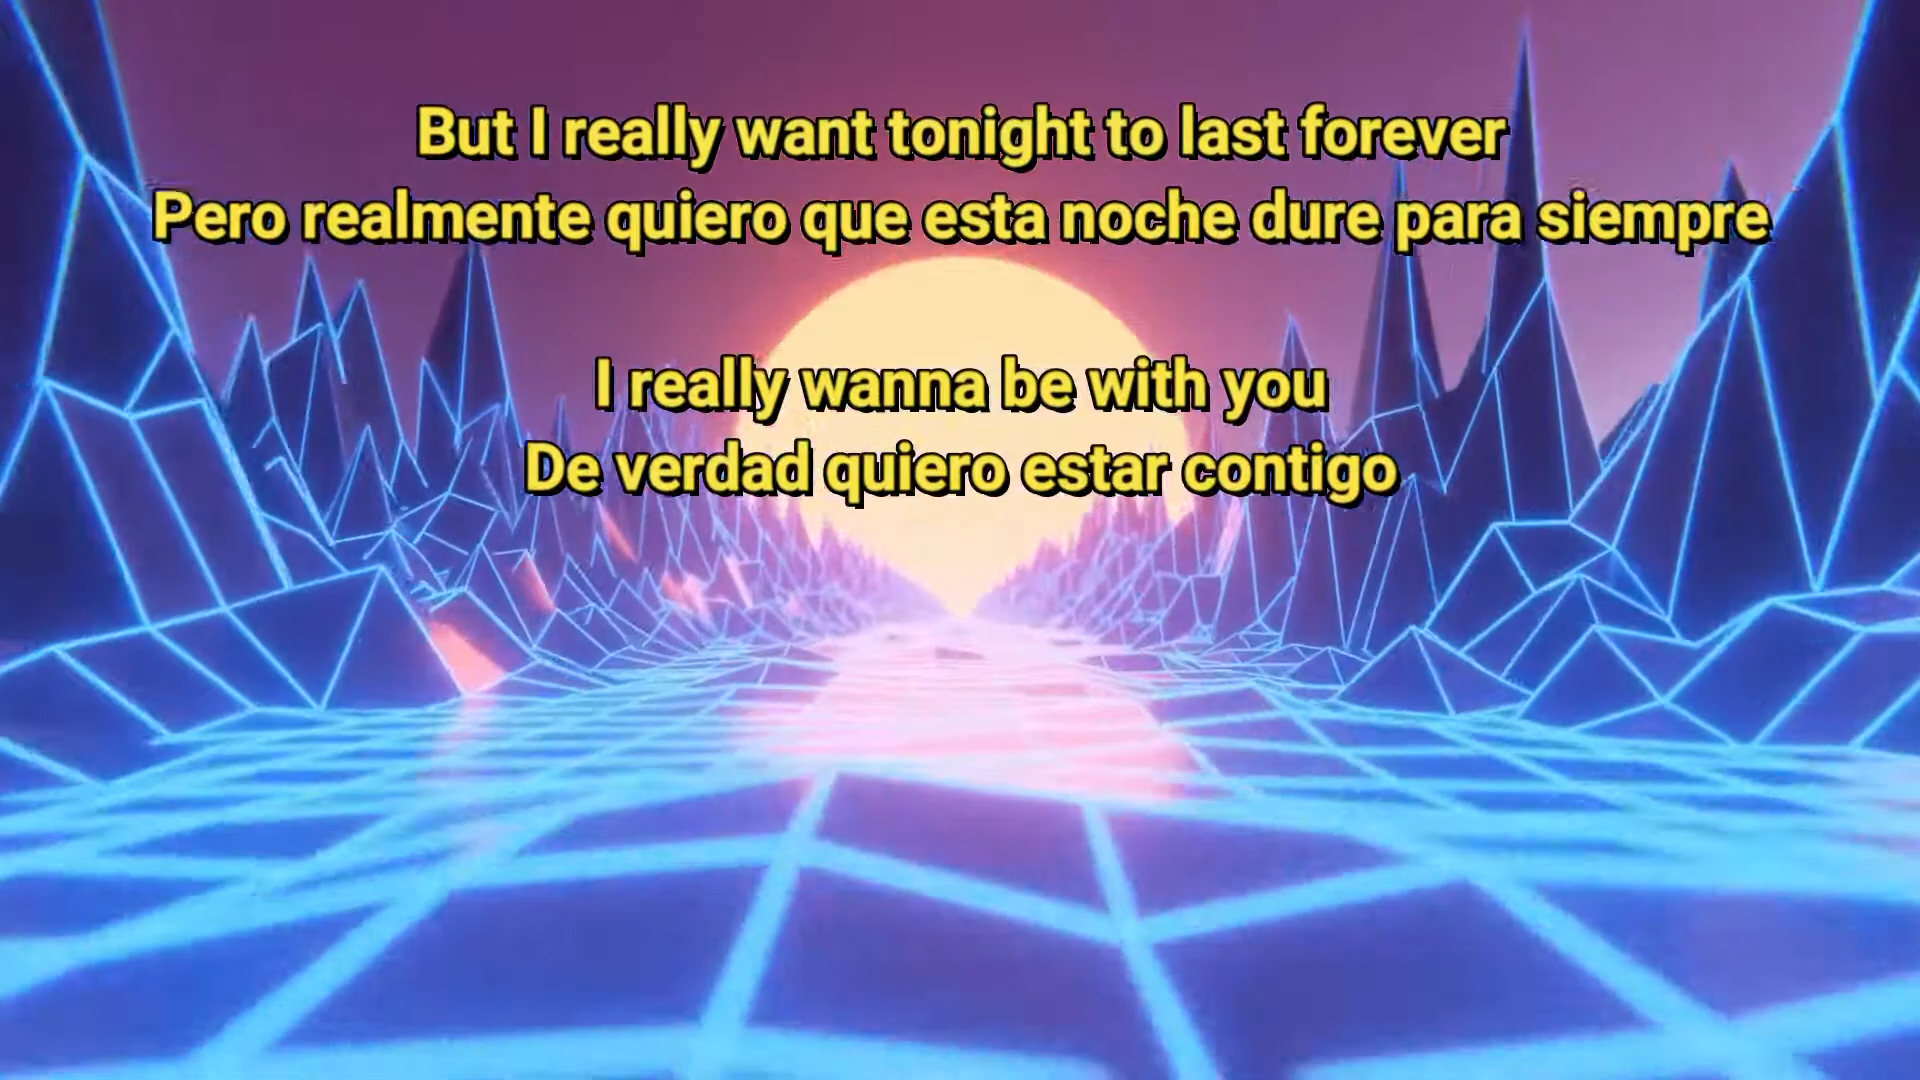 But I really want tonight to last forever
Pero realmente quiero que esta noche dure para siempre
I really wanna be with you
De verdad quiero estar contigo